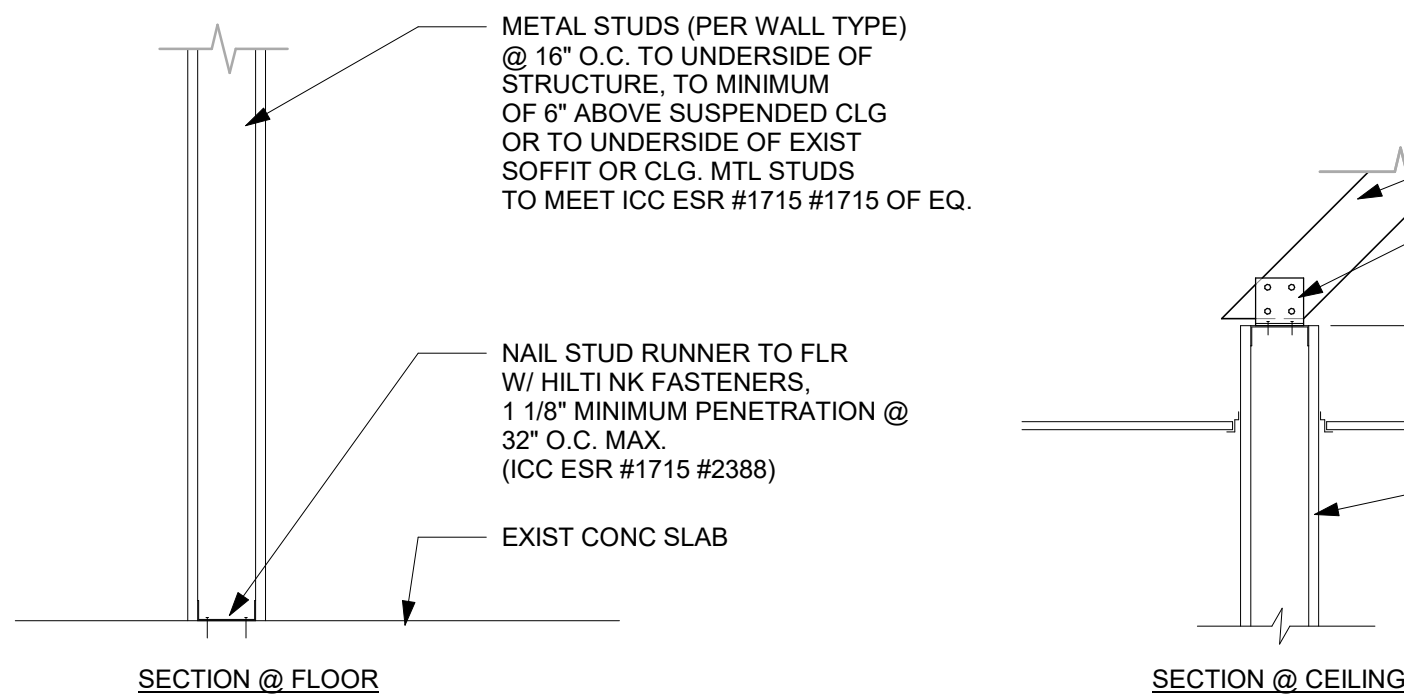 METAL STUDS (PER WALL TYPE)
@ 16" O.C. TO UNDERSIDE OF
STRUCTURE, TO MINIMUM
OF 6" ABOVE SUSPENDED CLG
OR TO UNDERSIDE OF EXIST
SOFFIT OR CLG. MTL STUDS
TO MEET ICC ESR #1715 #1715 OF EQ.
NAIL STUD RUNNER TO FLR
W/ HILTI NK FASTENERS,
1 1/8" MINIMUM PENETRATION @
32" O.C. MAX.
(ICC ESR #1715 #2388)
EXIST CONC SLAB
SECTION @ FLOOR
SECTION @ CEILING